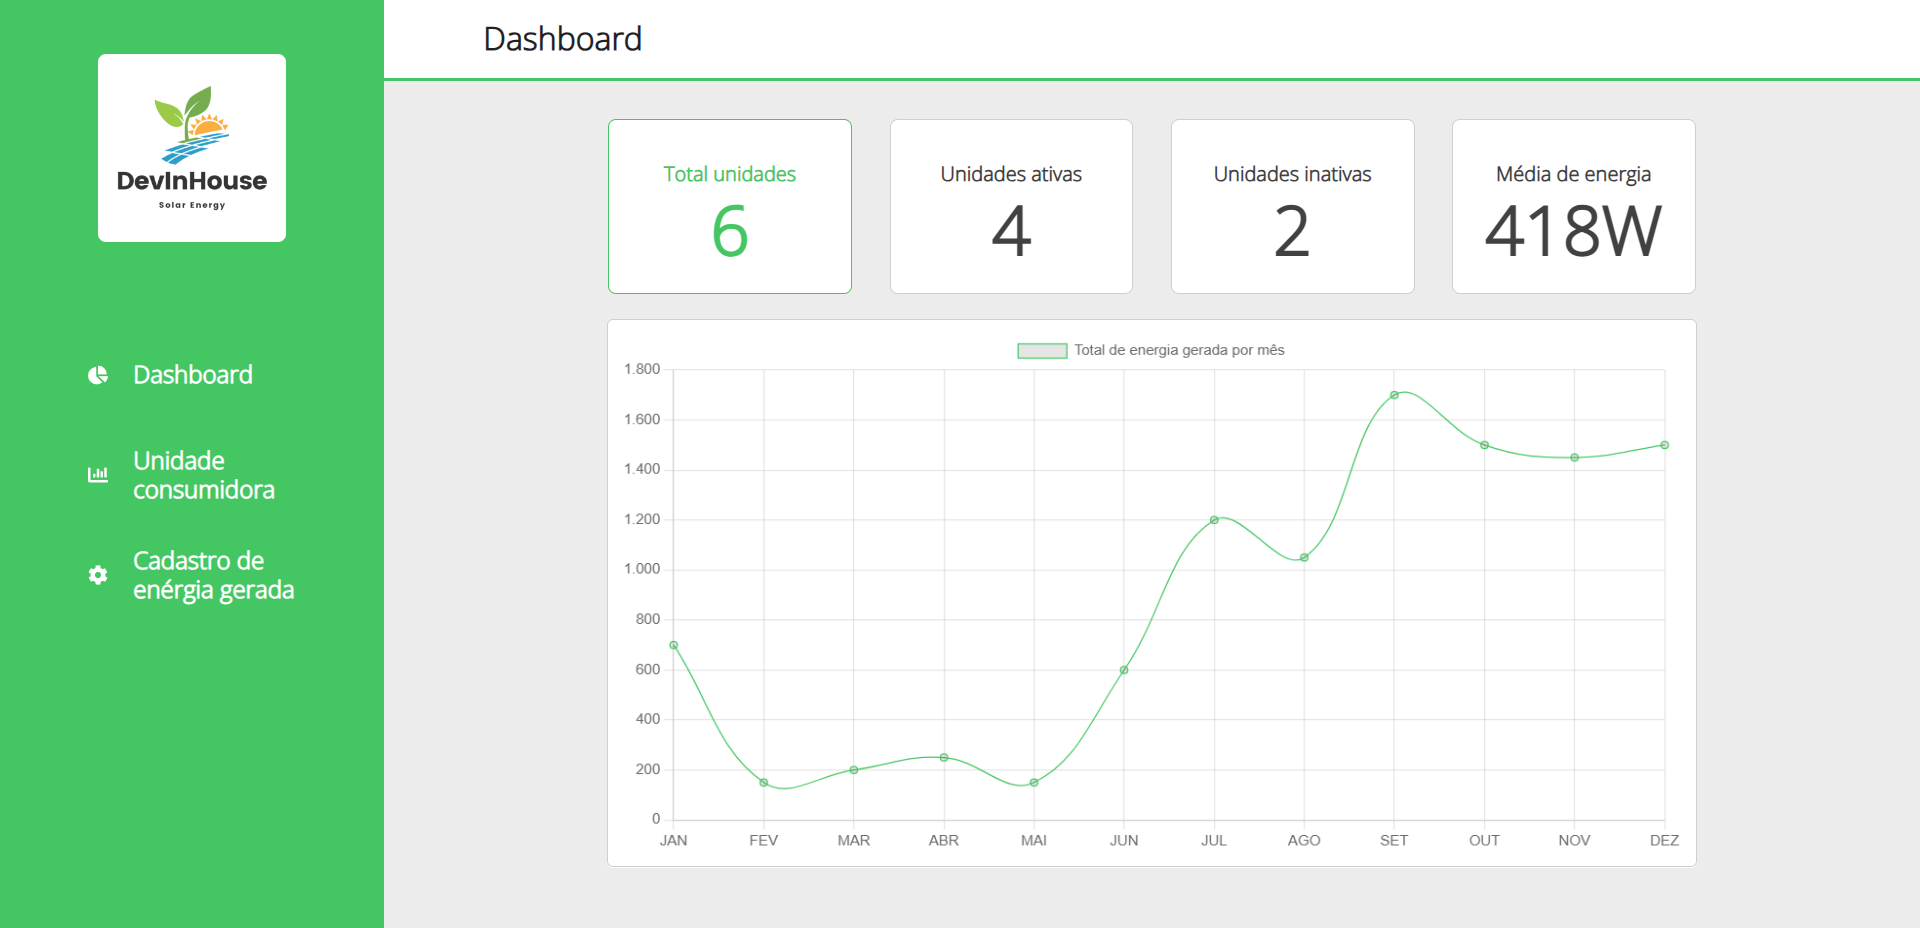 DevInHouse
Solar Energy
Dashboard
Unidade
consumidora
Cadastro de
enérgia gerada
Dashboard
Total unidades
6
Unidades ativas
4
Unidades inativas
2
Média de energia
418W
Total de energia gerada por mês
1.800
1.600
1.400
1.200
1.000
800
600
400
200
0
JAN FEV MAR ABR MAI JUN JUL AGO SET OUT NOV DEZ